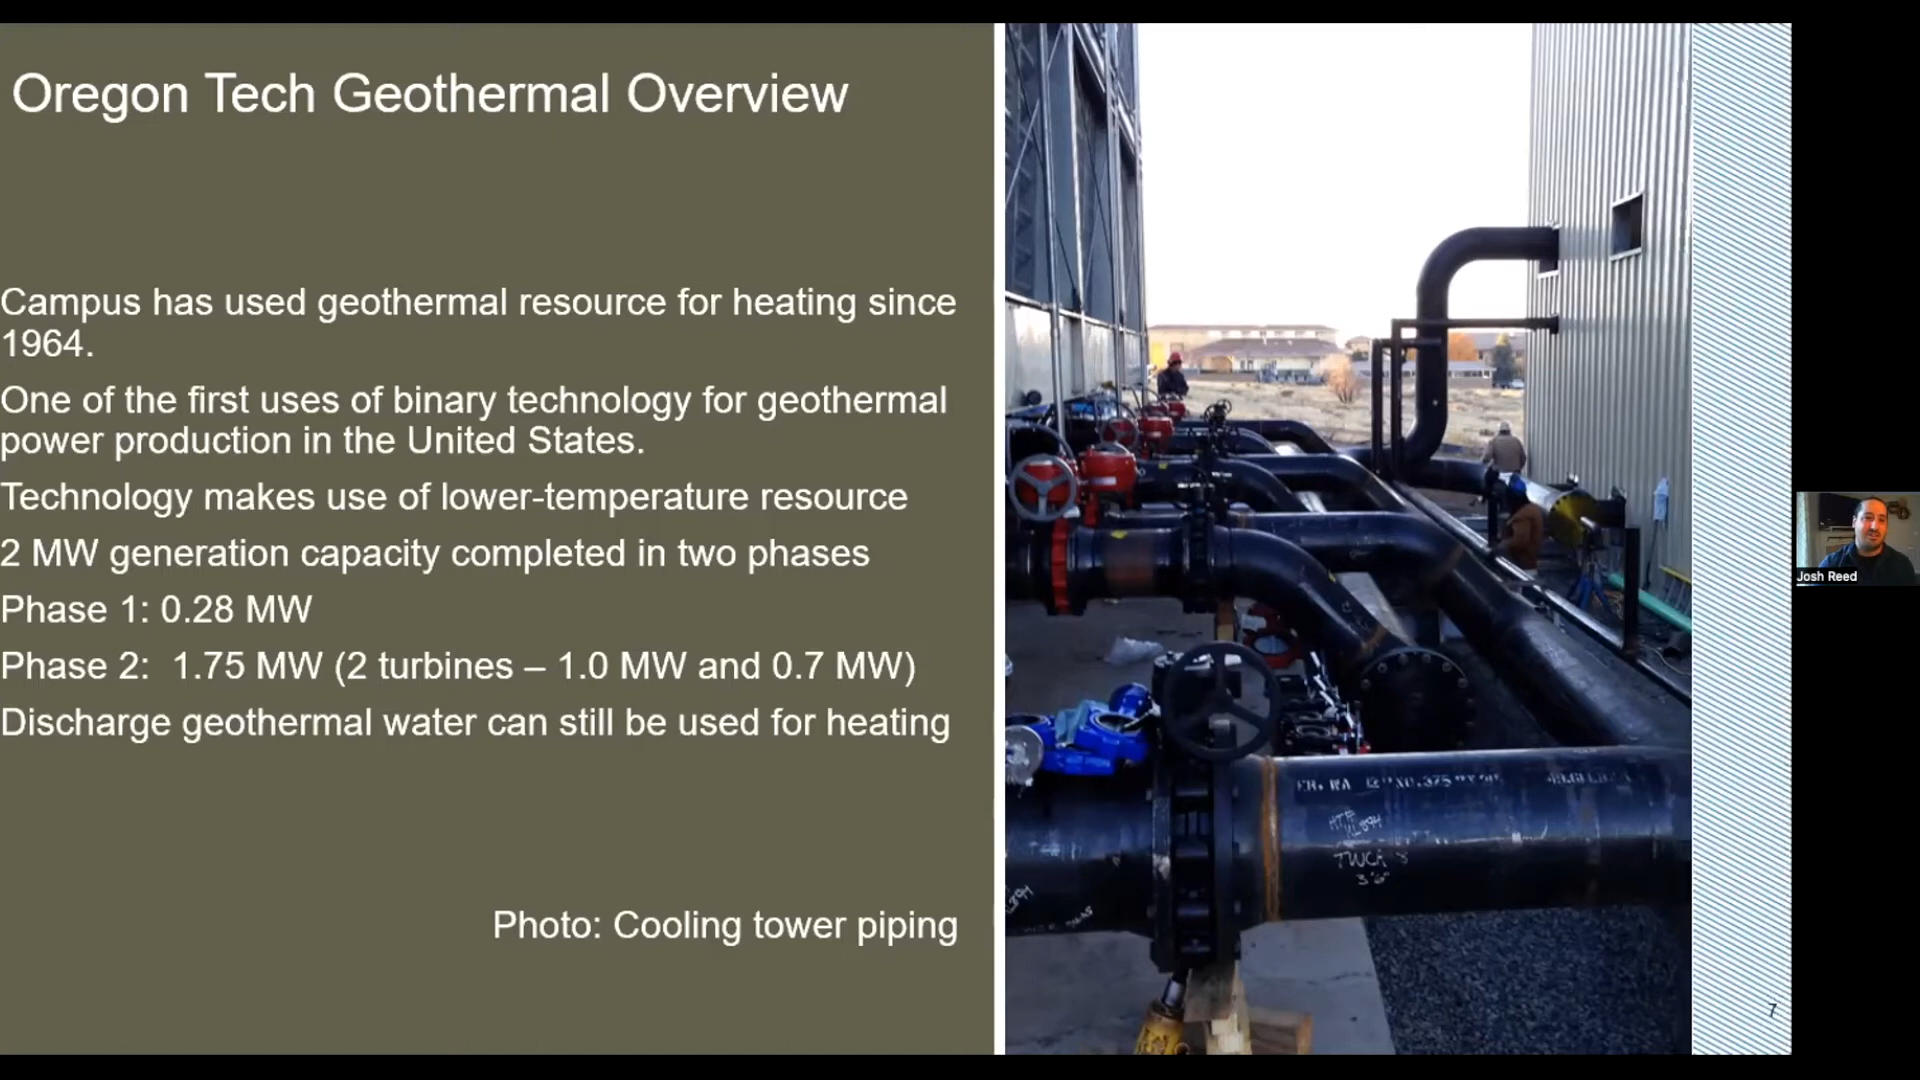 Oregon Tech Geothermal Overview
Campus has used geothermal resource for heating since
1964.
One of the first uses of binary technology for geothermal
power production in the United States.
Technology makes use of lower-temperature resource
2 MW generation capacity completed in two phases
Phase 1: 0.28 MW
Phase 2: 1.75 MW (2 turbines – 1.0 MW and 0.7 MW)
Discharge geothermal water can still be used for heating
Photo: Cooling tower piping
TWCA 8
3'6"
7
Josh Reed